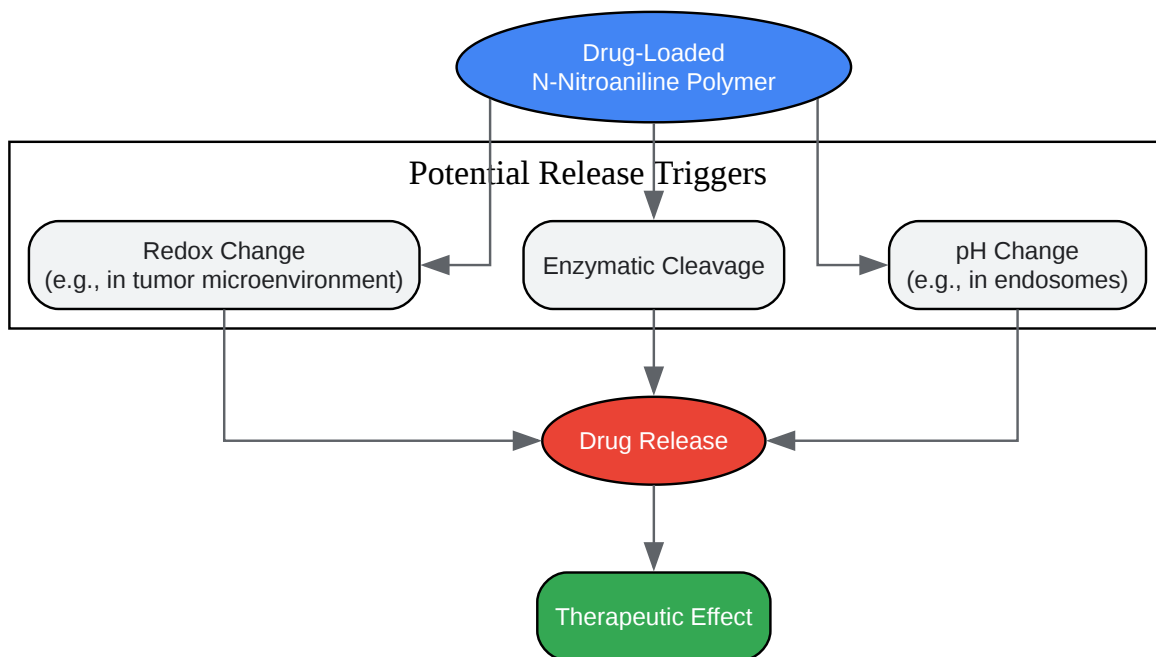 Drug-Loaded
N-Nitroaniline Polymer
Potential Release Triggers
Redox Change
(e.g., in tumor microenvironment)
Enzymatic Cleavage
pH Change
(e.g., in endosomes)
Drug Release
Therapeutic Effect